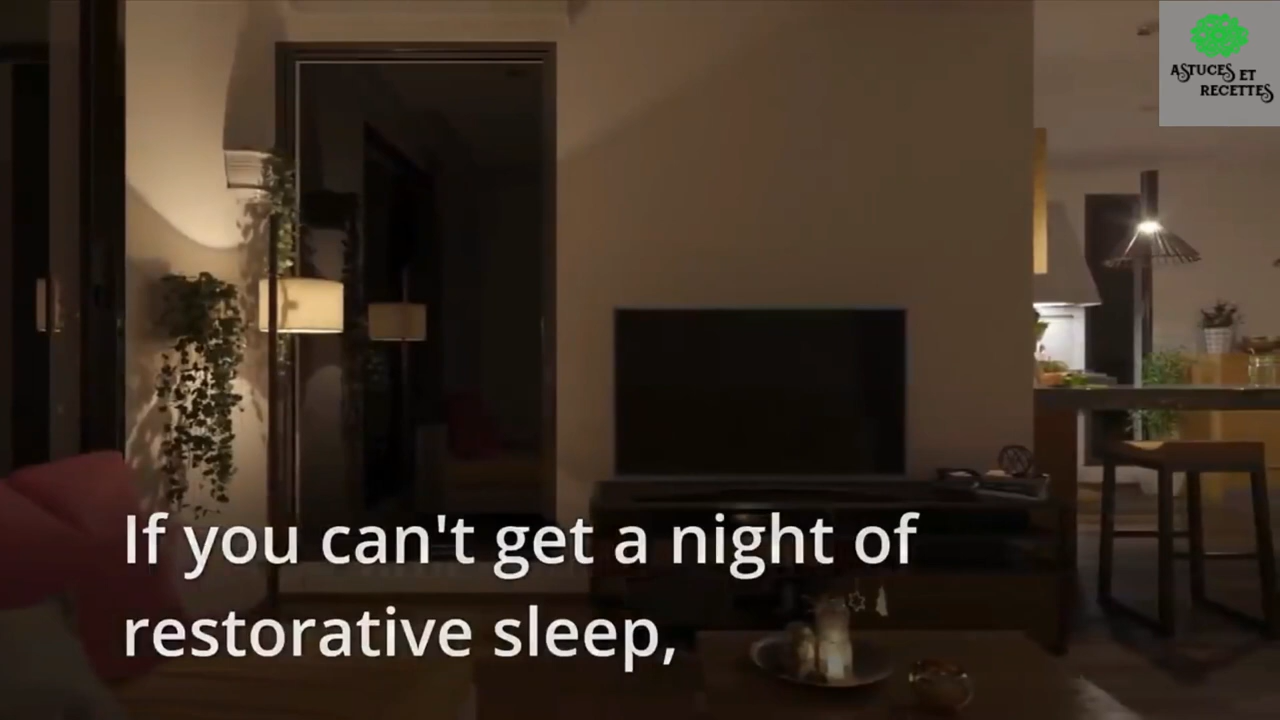 ASTUCES ET
RECETTES
If you can't get a night of
restorative sleep,